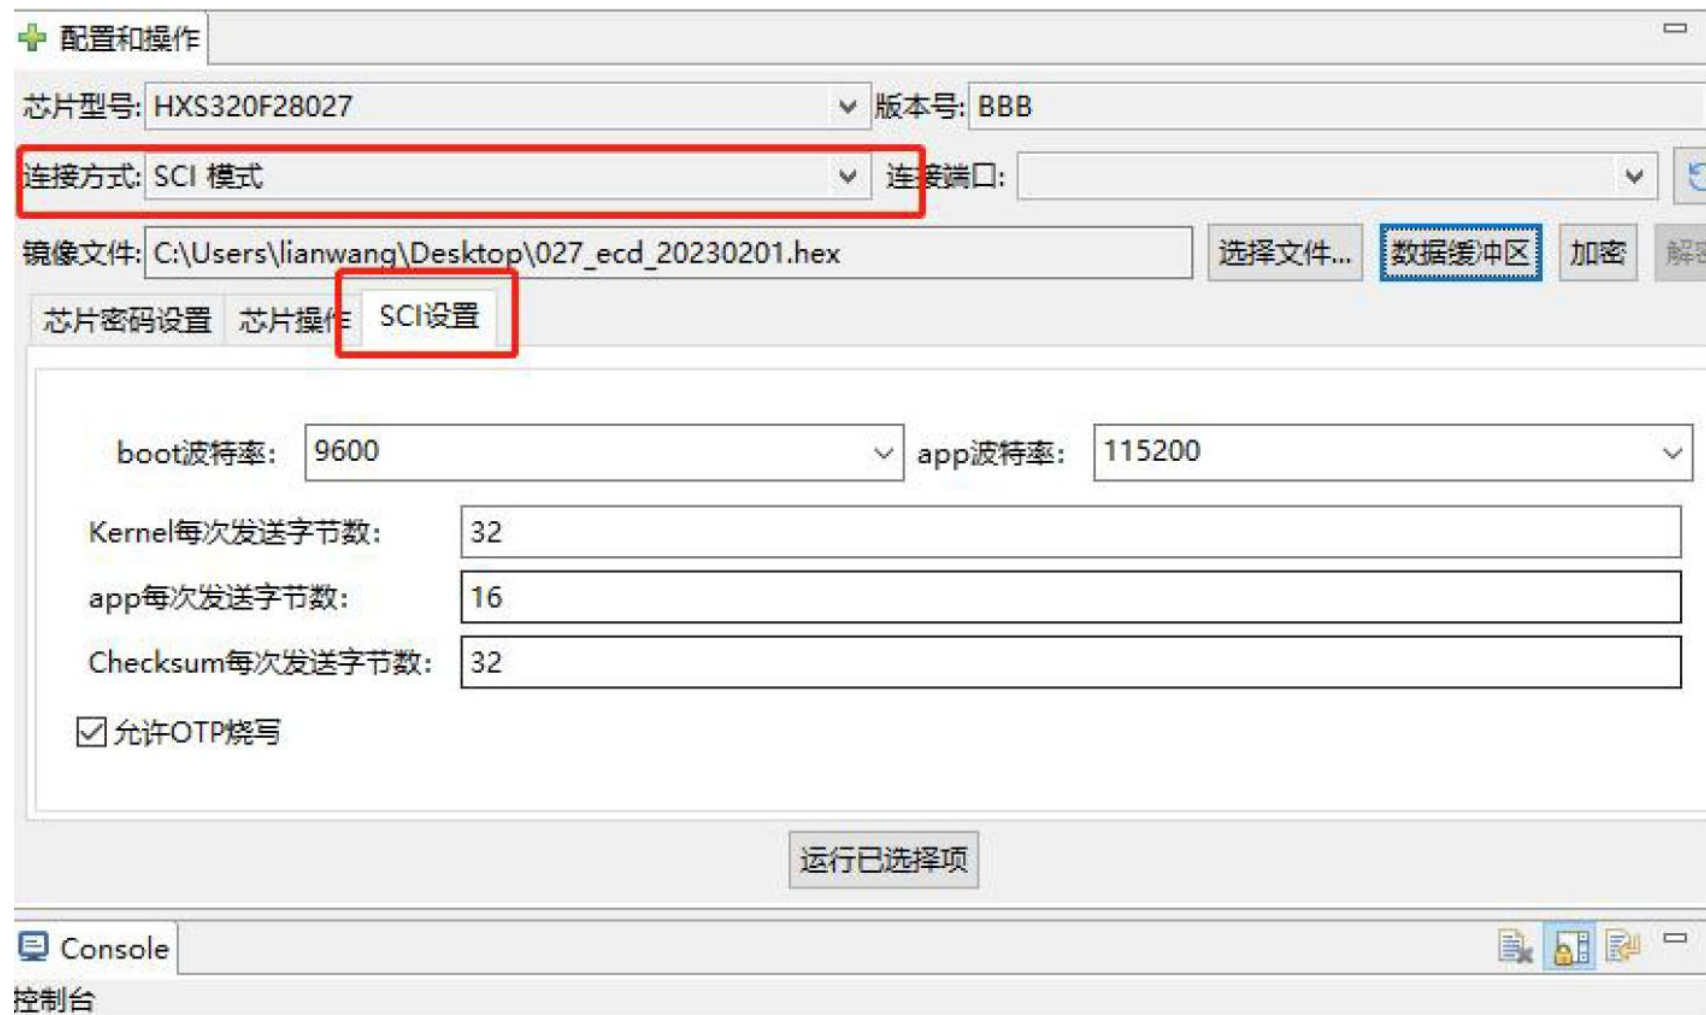 配置和操作
芯片型号: HXS320F28027 版本号: BBB
连接方式: SCI 模式 连接端口:
镜像文件: C:\Users\lianwang\Desktop\027_ecd_20230201.hex 选择文件... 数据缓冲区 加密
芯片密码设置 芯片操作 SCI设置
boot波特率: 9600 app波特率: 115200
Kernel每次发送字节数: 32
app每次发送字节数: 16
Checksum每次发送字节数: 32
允许OTP烧写
运行已选择项
Console
控制台